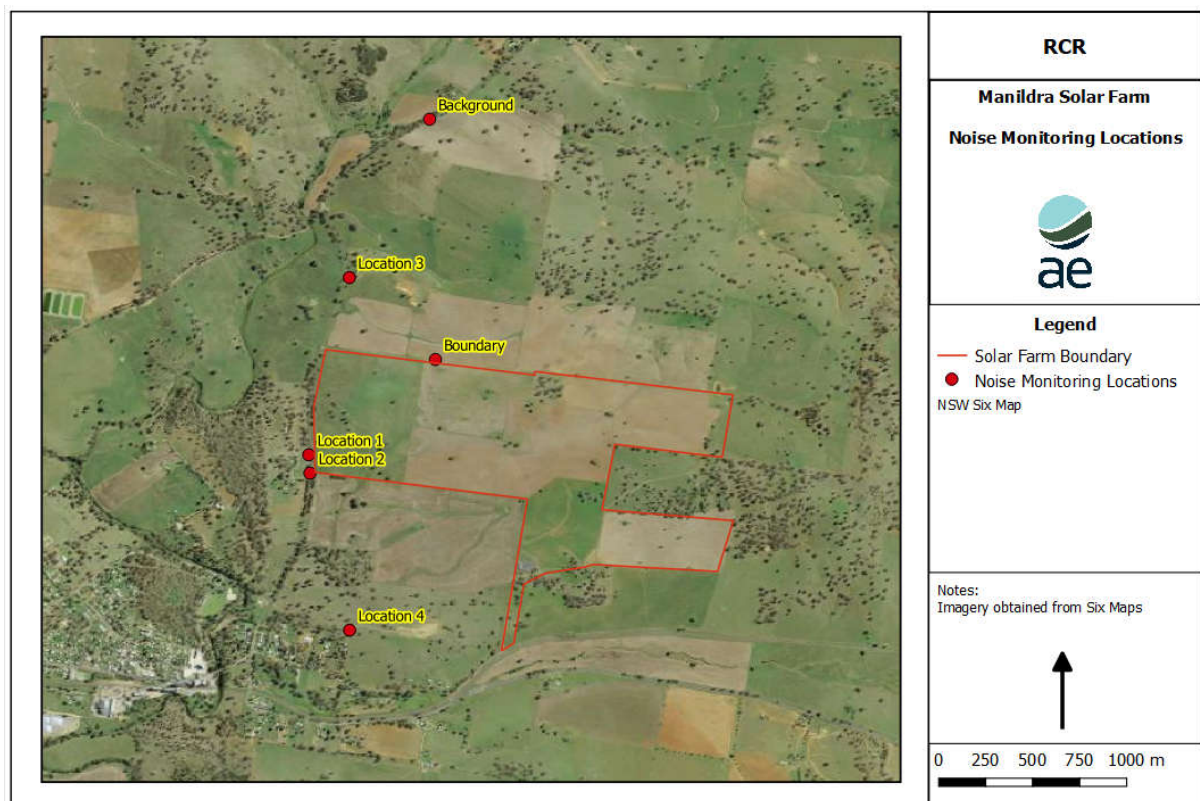 Background
Location 3
Boundary
Location 1
Location 2
Location 4
RCR
Manildra Solar Farm
Noise Monitoring Locations
ae
Legend
Solar Farm Boundary
Noise Monitoring Locations
NSW Six Map
Notes:
Imagery obtained from Six Maps
0 250 500 750 1000 m